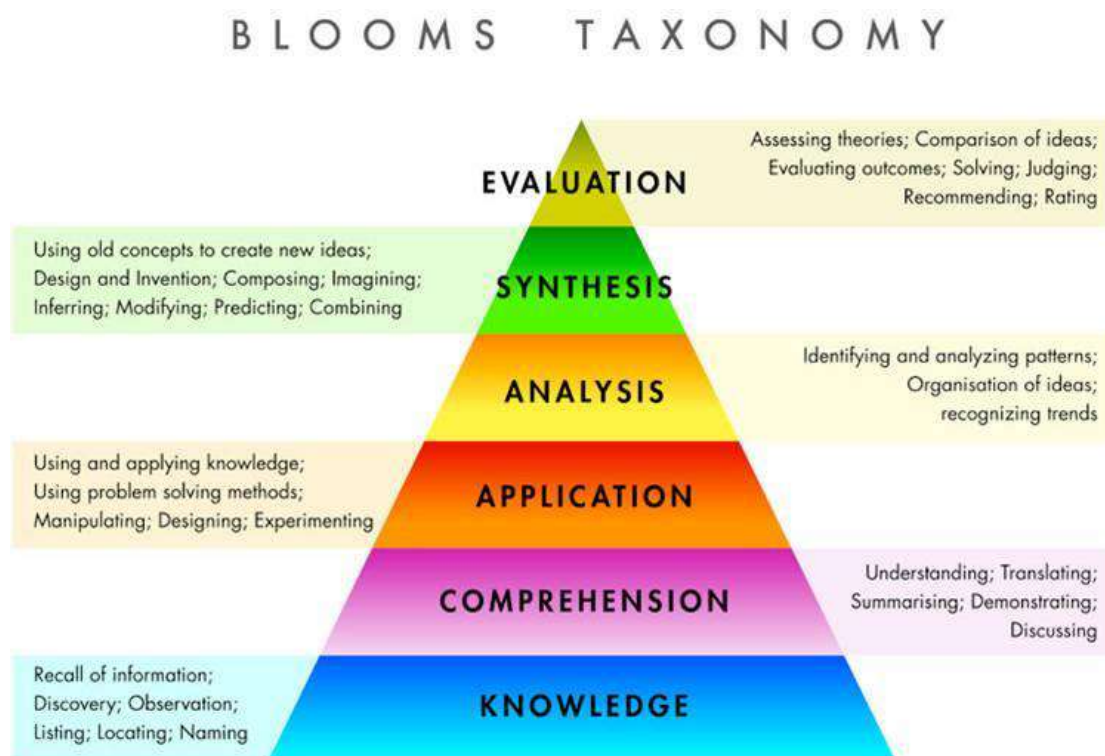 BLOOMS TAXONOMY
EVALUATION
Assessing theories; Comparison of ideas;
Evaluating outcomes; Solving; Judging;
Recommending; Rating
Using old concepts to create new ideas;
Design and Invention; Composing; Imagining;
Inferring; Modifying; Predicting; Combining
SYNTHESIS
ANALYSIS
Identifying and analyzing patterns;
Organisation of ideas;
recognizing trends
Using and applying knowledge;
Using problem solving methods;
Manipulating; Designing; Experimenting
APPLICATION
COMPREHENSION
Understanding; Translating;
Summarising; Demonstrating;
Discussing
Recall of information;
Discovery; Observation;
Listing; Locating; Naming
KNOWLEDGE